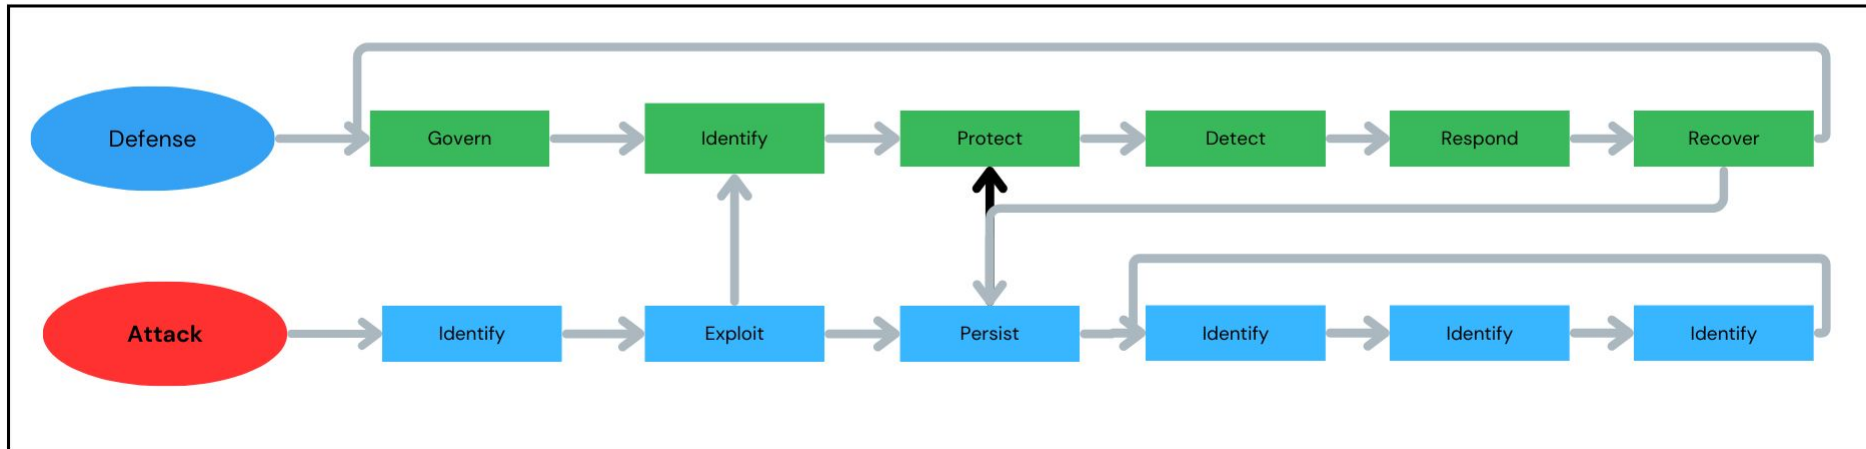 Defense
Govern
Identify
Protect
Detect
Respond
Recover
Attack
Identify
Exploit
Persist
Identify
Identify
Identify